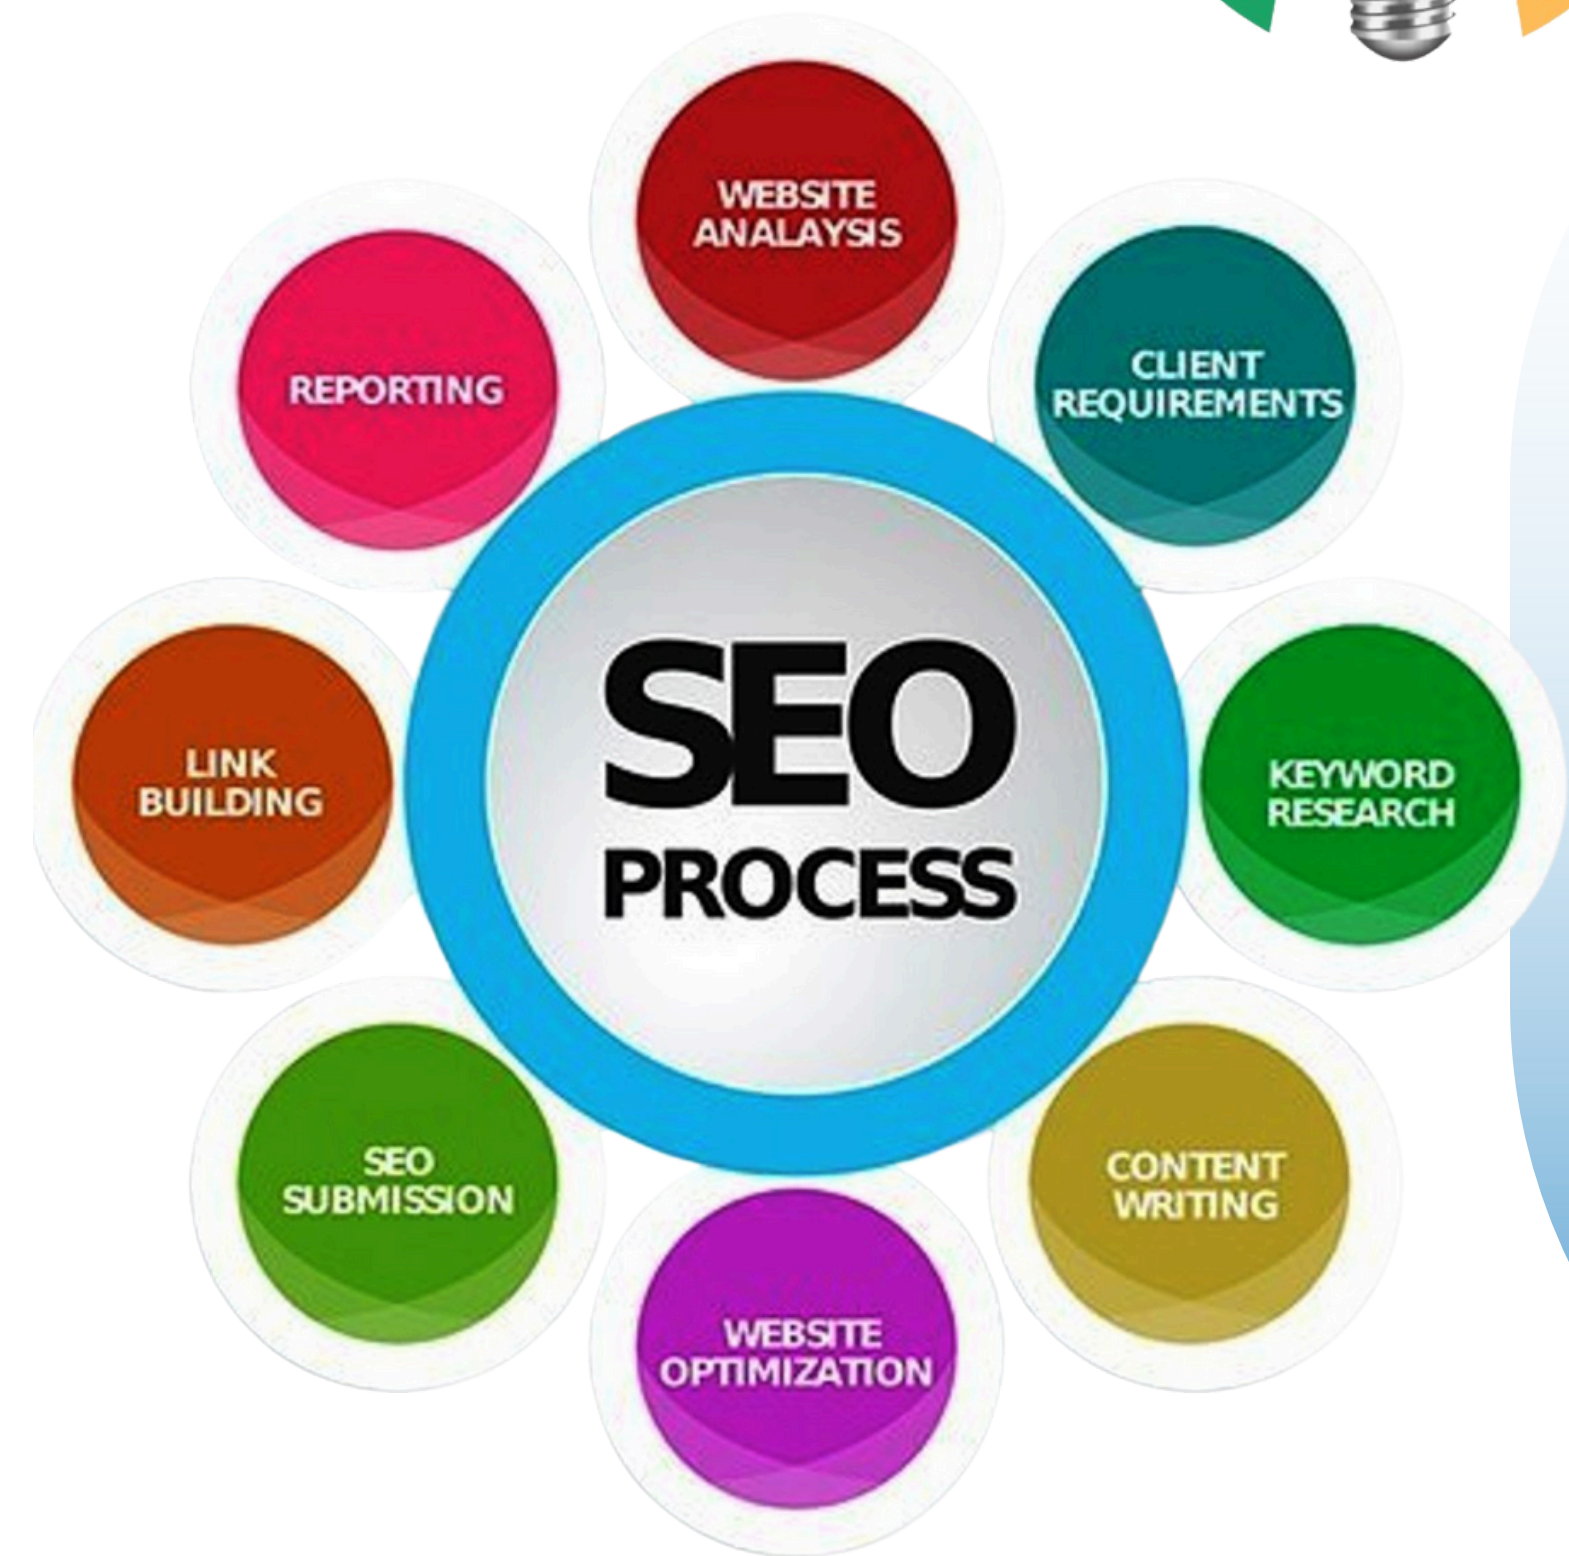 WEBSITE
ANALAYSIS
CLIENT
REQUIREMENTS
KEYWORD
RESEARCH
CONTENT
WRITING
WEBSITE
OPTIMIZATION
SEO
SUBMISSION
LINK
BUILDING
REPORTING
SEO
PROCESS